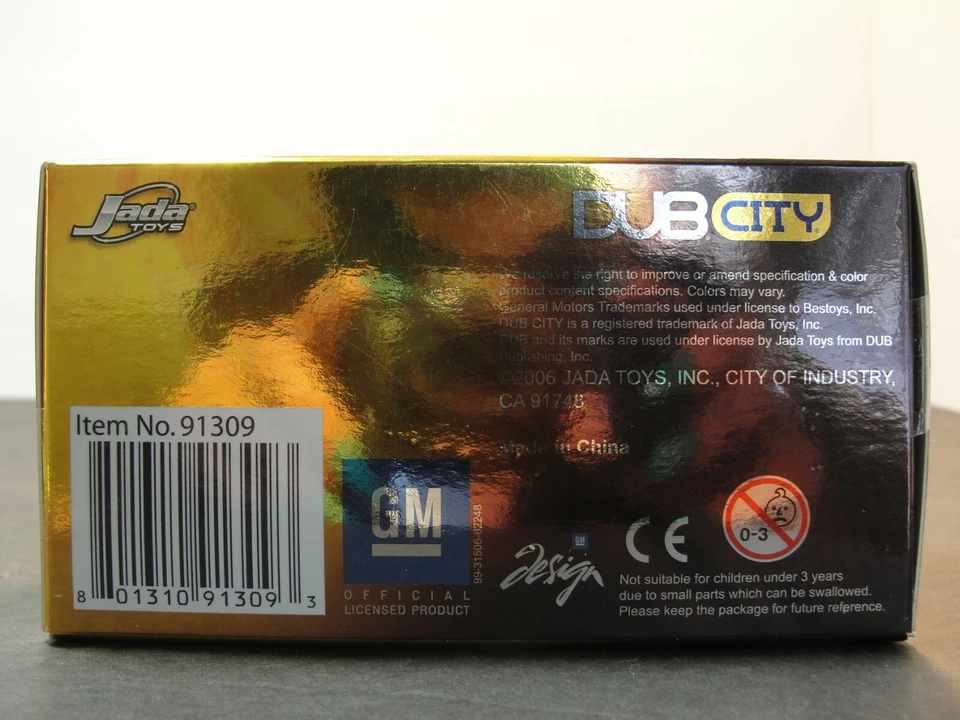 Jada®
TOYS
DUB® CITY®
We reserve the right to improve or amend specification & color
product content specifications. Colors may vary.
General Motors Trademarks used under license to Bestoys, Inc.
DUB CITY is a registered trademark of Jada Toys, Inc.
DUB and its marks are used under license by Jada Toys from DUB
Publishing, Inc.
©2006 JADA TOYS, INC., CITY OF INDUSTRY,
CA 91748
Made in China
Item No. 91309
8 01310 91309 3
GM
99-31506-62248
OFFICIAL
LICENSED PRODUCT
GM
design
CE
0-3
Not suitable for children under 3 years
due to small parts which can be swallowed.
Please keep the package for future reference.